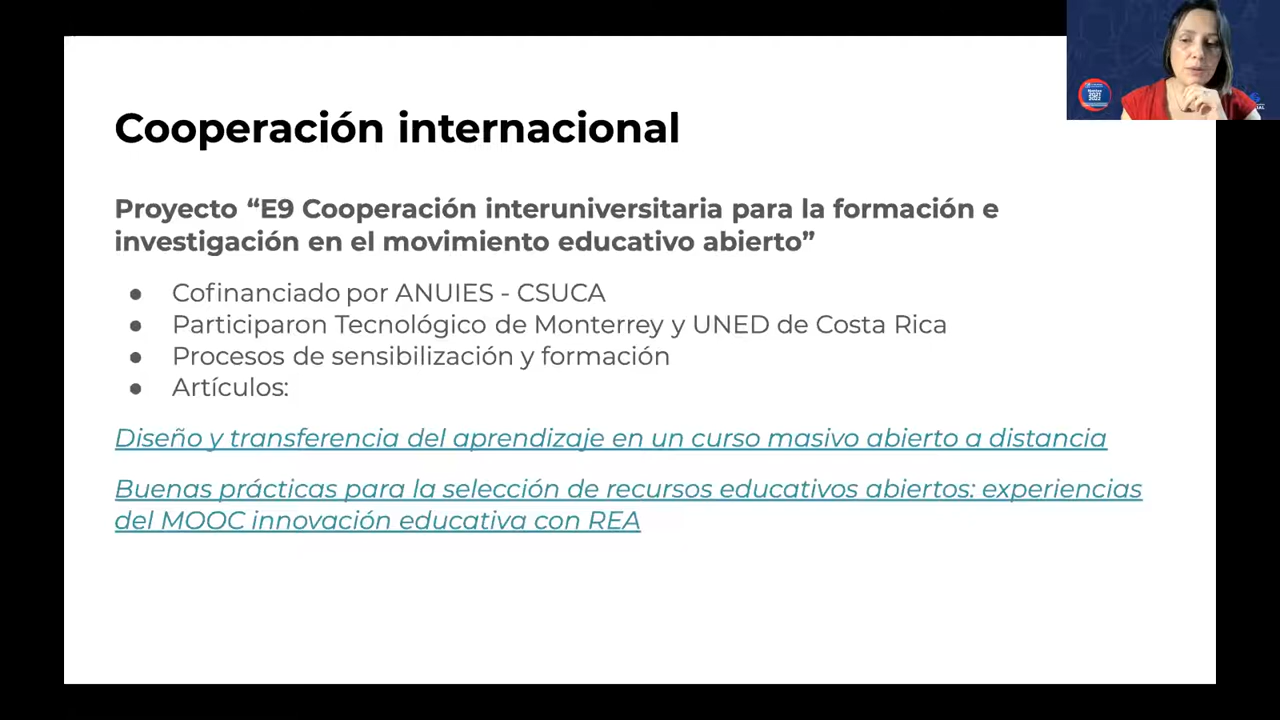 Cooperación internacional
Proyecto “E9 Cooperación interuniversitaria para la formación e
investigación en el movimiento educativo abierto”
● Cofinanciado por ANUIES - CSUCA
● Participaron Tecnológico de Monterrey y UNED de Costa Rica
● Procesos de sensibilización y formación
● Artículos:
Diseño y transferencia del aprendizaje en un curso masivo abierto a distancia
Buenas prácticas para la selección de recursos educativos abiertos: experiencias
del MOOC innovación educativa con REA